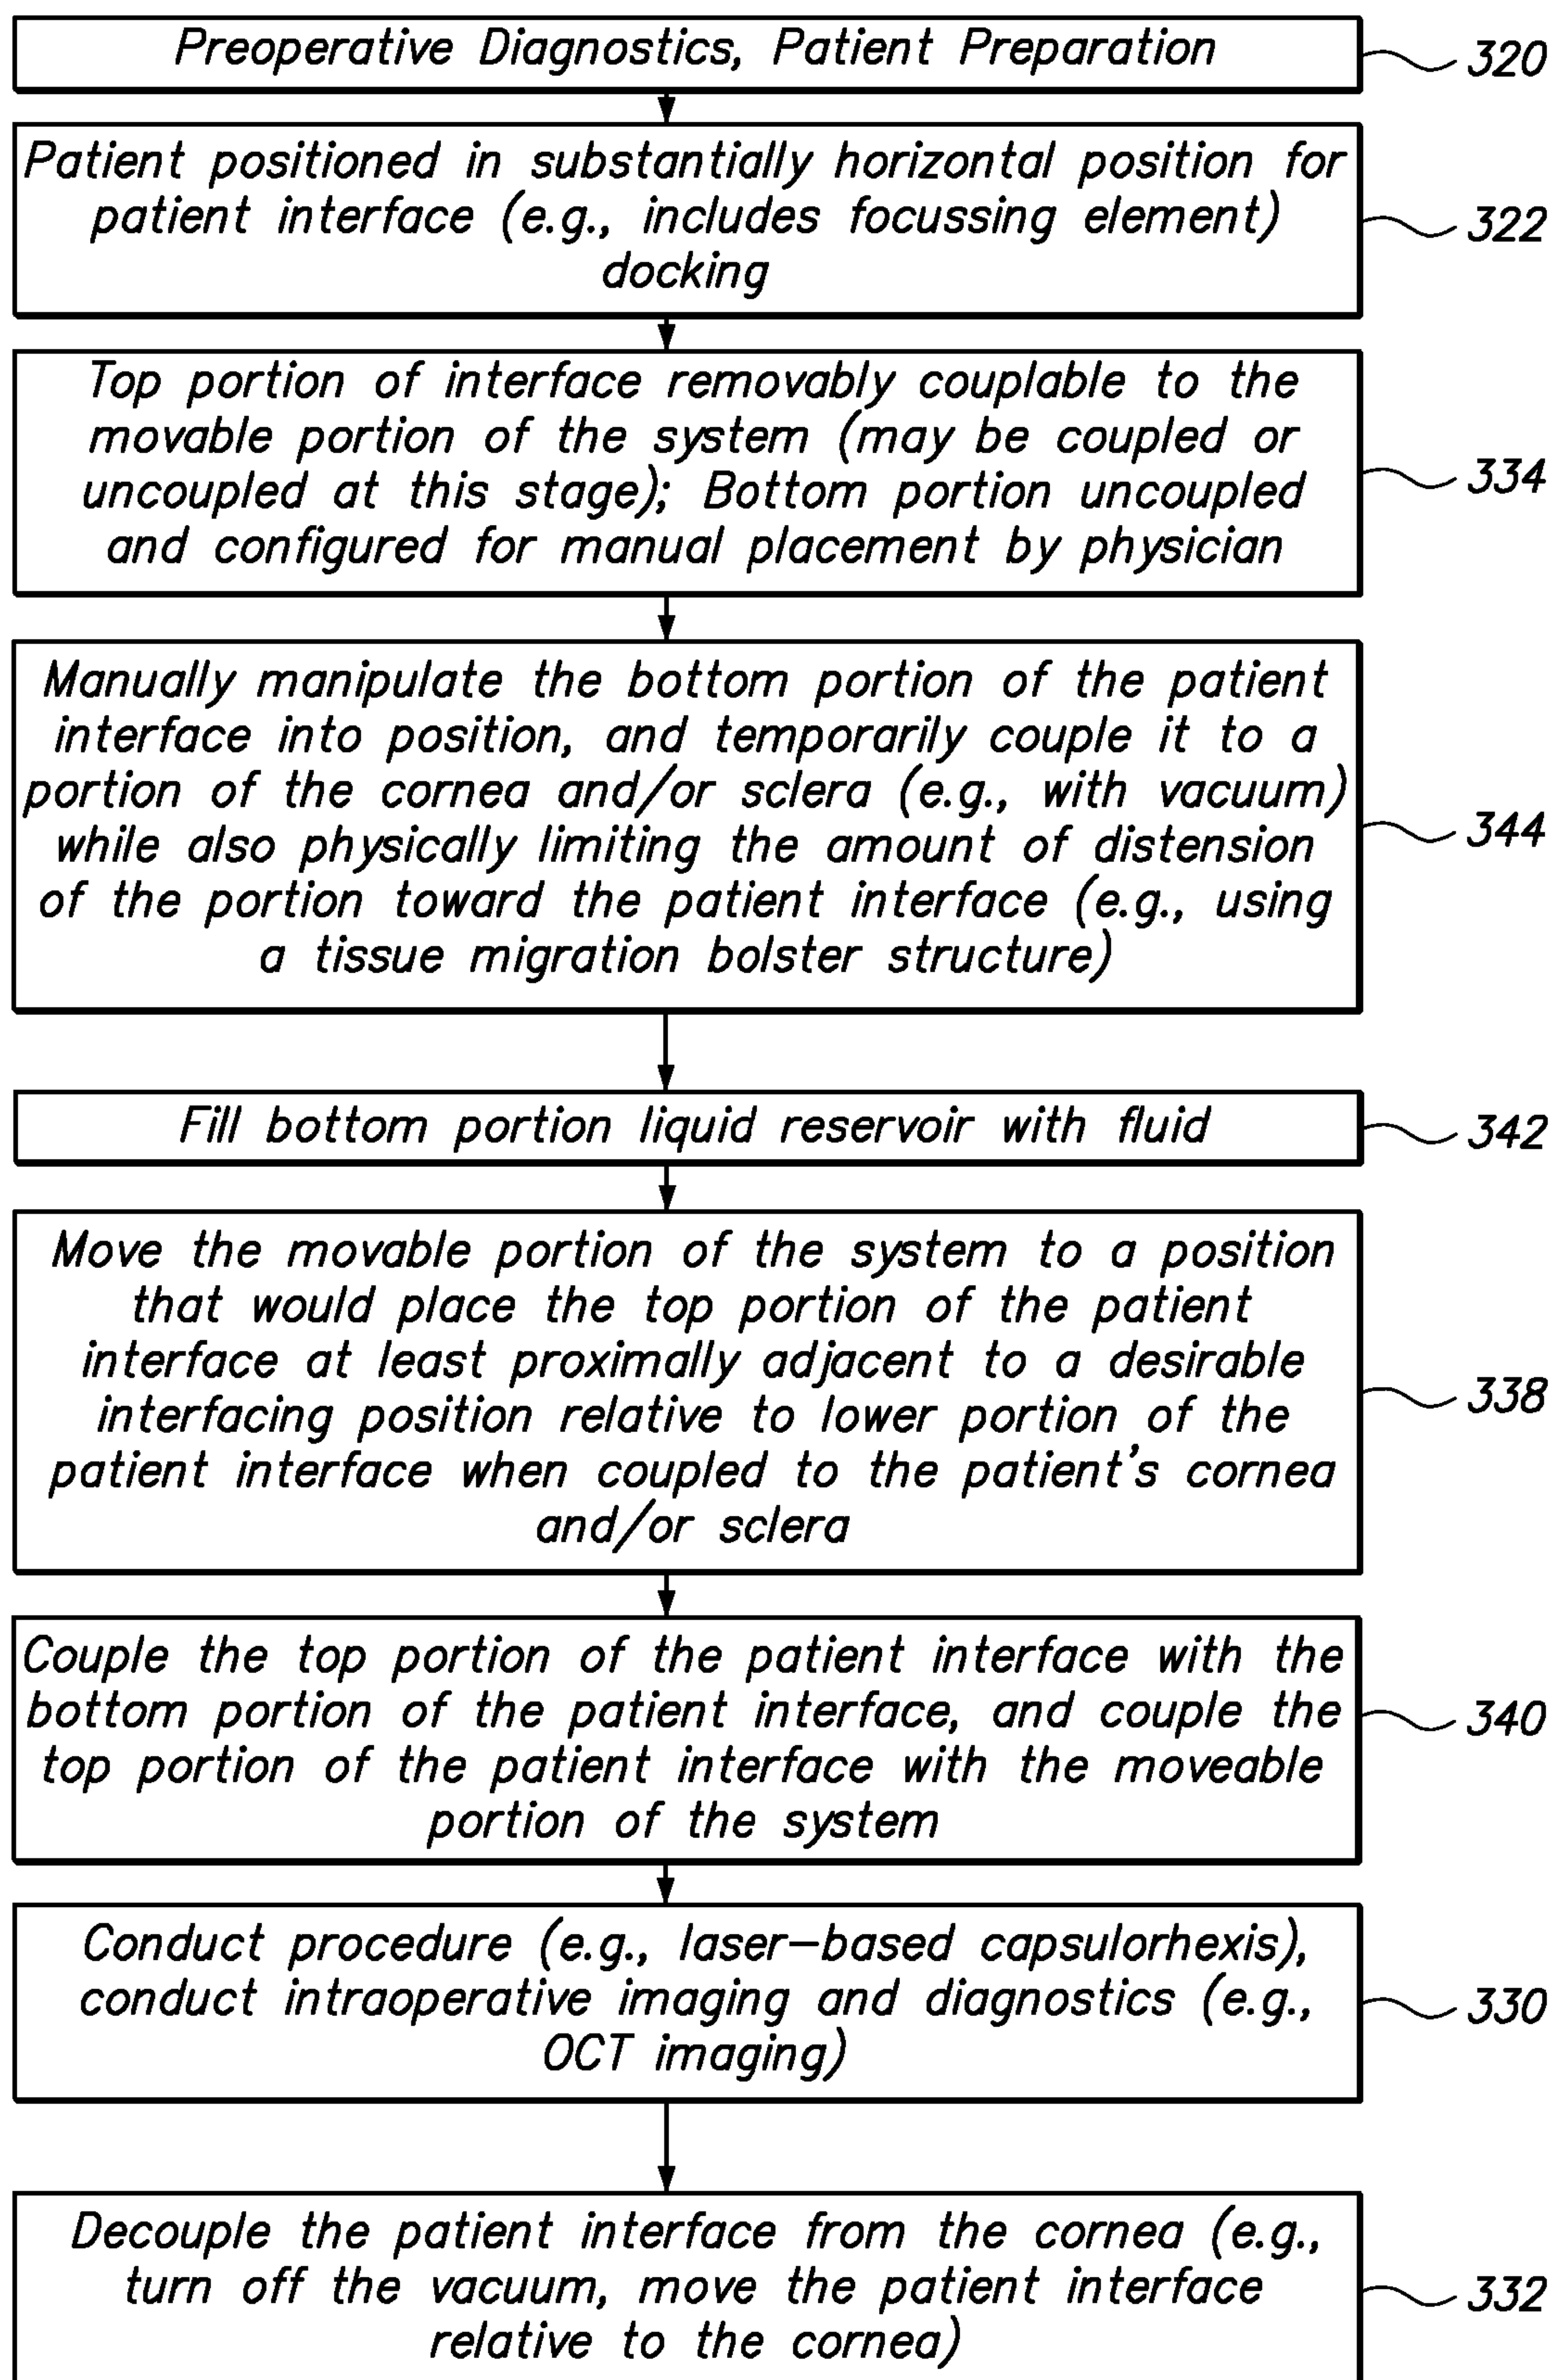 Preoperative Diagnostics, Patient Preparation
320
Patient positioned in substantially horizontal position for
patient interface (e.g., includes focussing element)
docking
322
Top portion of interface removably couplable to the
movable portion of the system (may be coupled or
uncoupled at this stage); Bottom portion uncoupled
and configured for manual placement by physician
334
Manually manipulate the bottom portion of the patient
interface into position, and temporarily couple it to a
portion of the cornea and/or sclera (e.g., with vacuum)
while also physically limiting the amount of distension
of the portion toward the patient interface (e.g., using
a tissue migration bolster structure)
344
Fill bottom portion liquid reservoir with fluid
342
Move the movable portion of the system to a position
that would place the top portion of the patient
interface at least proximally adjacent to a desirable
interfacing position relative to lower portion of the
patient interface when coupled to the patient's cornea
and/or sclera
338
Couple the top portion of the patient interface with the
bottom portion of the patient interface, and couple the
top portion of the patient interface with the moveable
portion of the system
340
Conduct procedure (e.g., laser-based capsulorhexis),
conduct intraoperative imaging and diagnostics (e.g.,
OCT imaging)
330
Decouple the patient interface from the cornea (e.g.,
turn off the vacuum, move the patient interface
relative to the cornea)
332